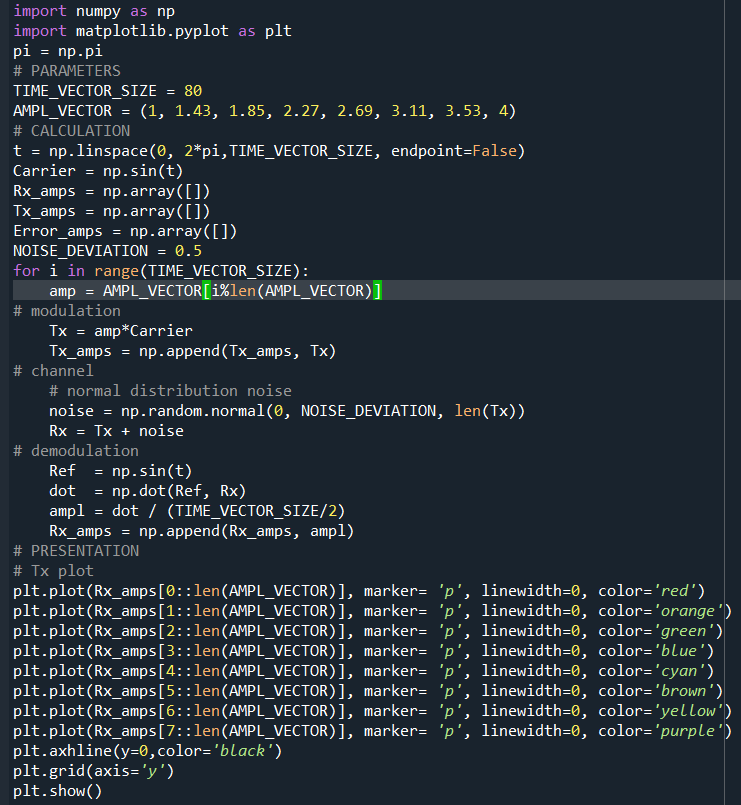 import numpy as np
import matplotlib.pyplot as plt
pi = np.pi
# PARAMETERS
TIME_VECTOR_SIZE = 80
AMPL_VECTOR = (1, 1.43, 1.85, 2.27, 2.69, 3.11, 3.53, 4)
# CALCULATION
t = np.linspace(0, 2*pi,TIME_VECTOR_SIZE, endpoint=False)
Carrier = np.sin(t)
Rx_amps = np.array([])
Tx_amps = np.array([])
Error_amps = np.array([])
NOISE_DEVIATION = 0.5
for i in range(TIME_VECTOR_SIZE):
    amp = AMPL_VECTOR[i%len(AMPL_VECTOR)]
# modulation
    Tx = amp*Carrier
    Tx_amps = np.append(Tx_amps, Tx)
# channel
    # normal distribution noise
    noise = np.random.normal(0, NOISE_DEVIATION, len(Tx))
    Rx = Tx + noise
# demodulation
    Ref  = np.sin(t)
    dot  = np.dot(Ref, Rx)
    ampl = dot / (TIME_VECTOR_SIZE/2)
    Rx_amps = np.append(Rx_amps, ampl)
# PRESENTATION
# Tx plot
plt.plot(Rx_amps[0::len(AMPL_VECTOR)], marker= 'p', linewidth=0, color='red')
plt.plot(Rx_amps[1::len(AMPL_VECTOR)], marker= 'p', linewidth=0, color='orange')
plt.plot(Rx_amps[2::len(AMPL_VECTOR)], marker= 'p', linewidth=0, color='green')
plt.plot(Rx_amps[3::len(AMPL_VECTOR)], marker= 'p', linewidth=0, color='blue')
plt.plot(Rx_amps[4::len(AMPL_VECTOR)], marker= 'p', linewidth=0, color='cyan')
plt.plot(Rx_amps[5::len(AMPL_VECTOR)], marker= 'p', linewidth=0, color='brown')
plt.plot(Rx_amps[6::len(AMPL_VECTOR)], marker= 'p', linewidth=0, color='yellow')
plt.plot(Rx_amps[7::len(AMPL_VECTOR)], marker= 'p', linewidth=0, color='purple')
plt.axhline(y=0,color='black')
plt.grid(axis='y')
plt.show()